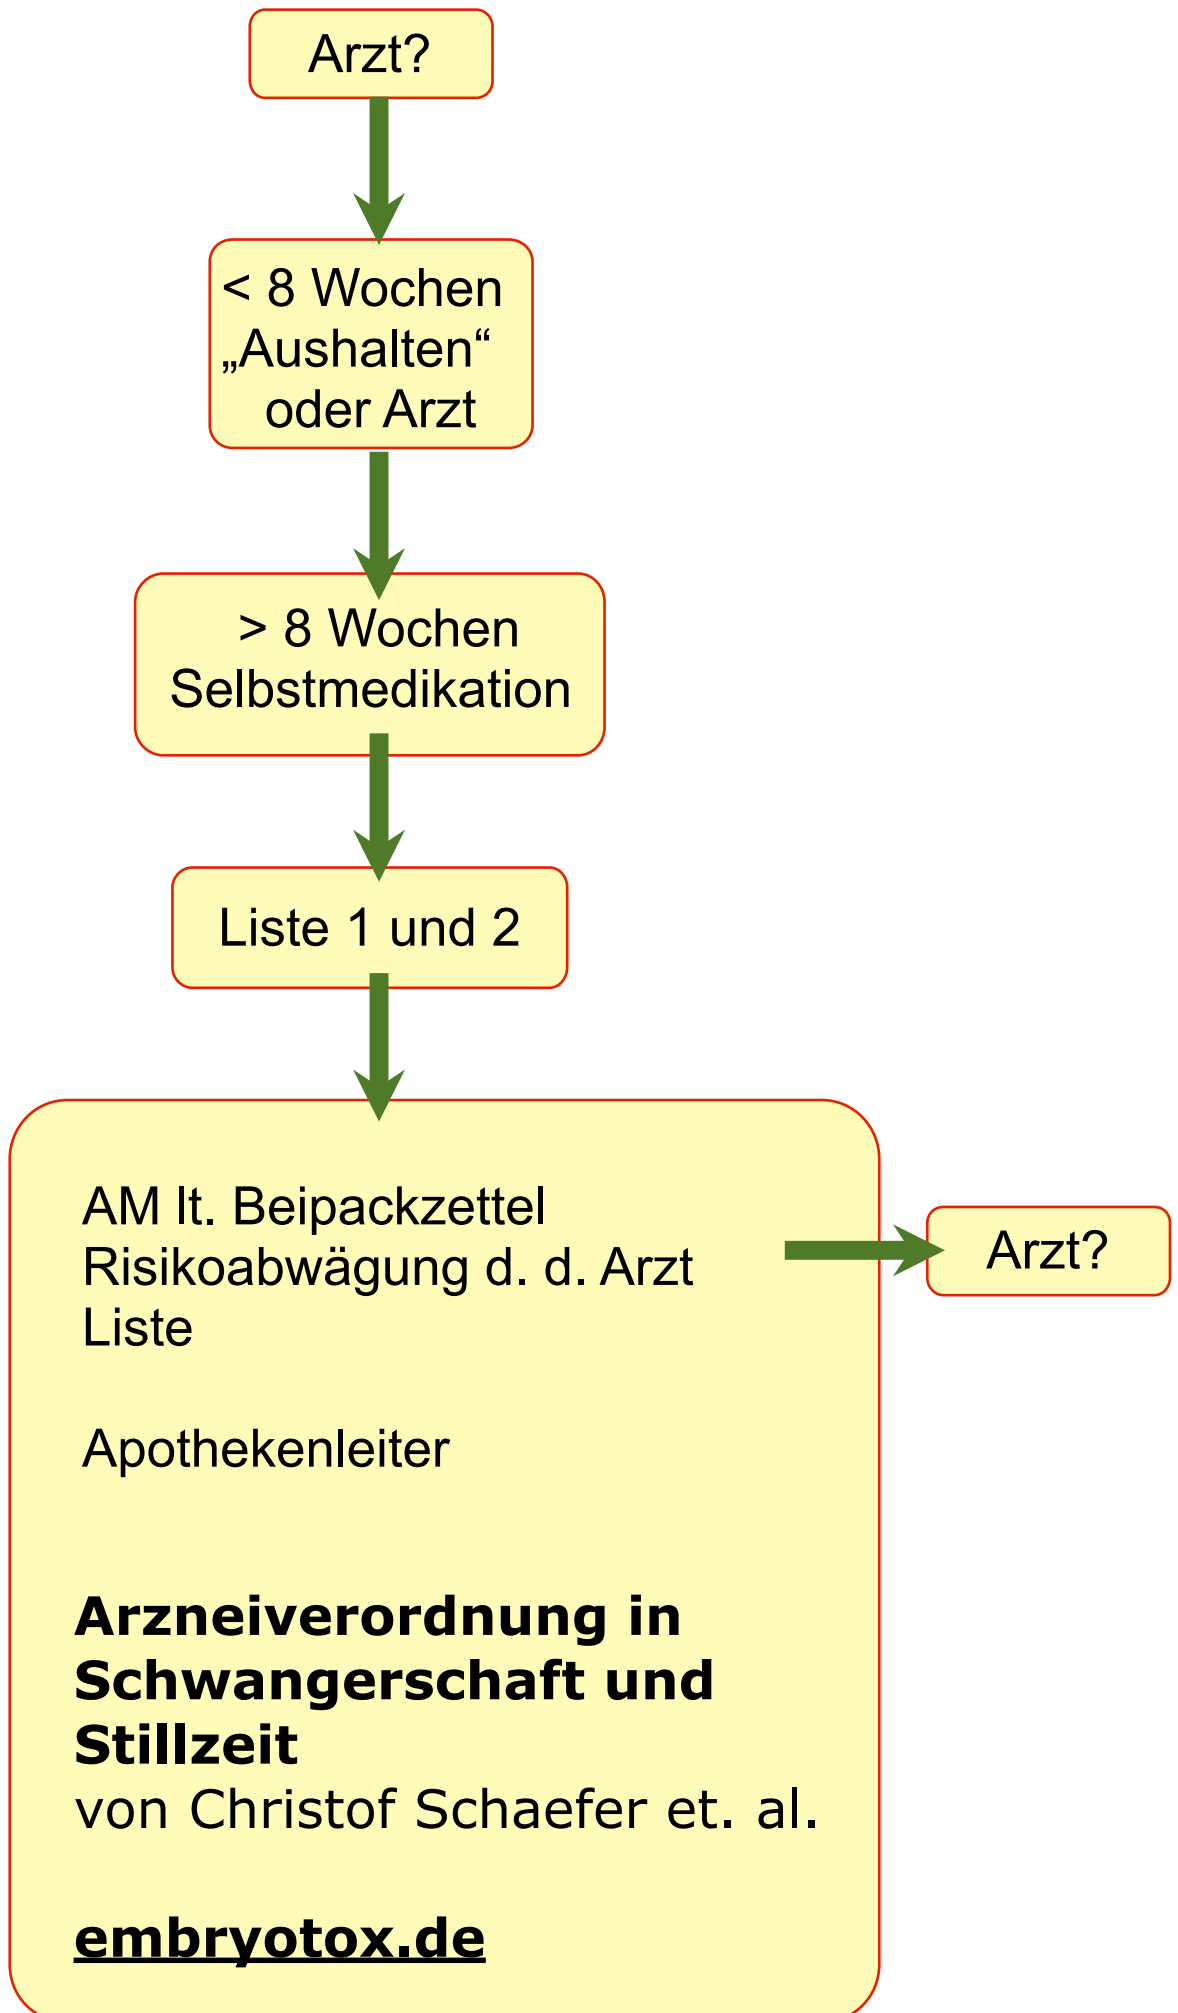 Arzt?
< 8 Wochen
„Aushalten“
oder Arzt
> 8 Wochen
Selbstmedikation
Liste 1 und 2
AM lt. Beipackzettel
Risikoabwägung d. d. Arzt
Liste
Apothekenleiter
Arzt?
Arzneiverordnung in
Schwangerschaft und
Stillzeit
von Christof Schaefer et. al.
embryotox.de